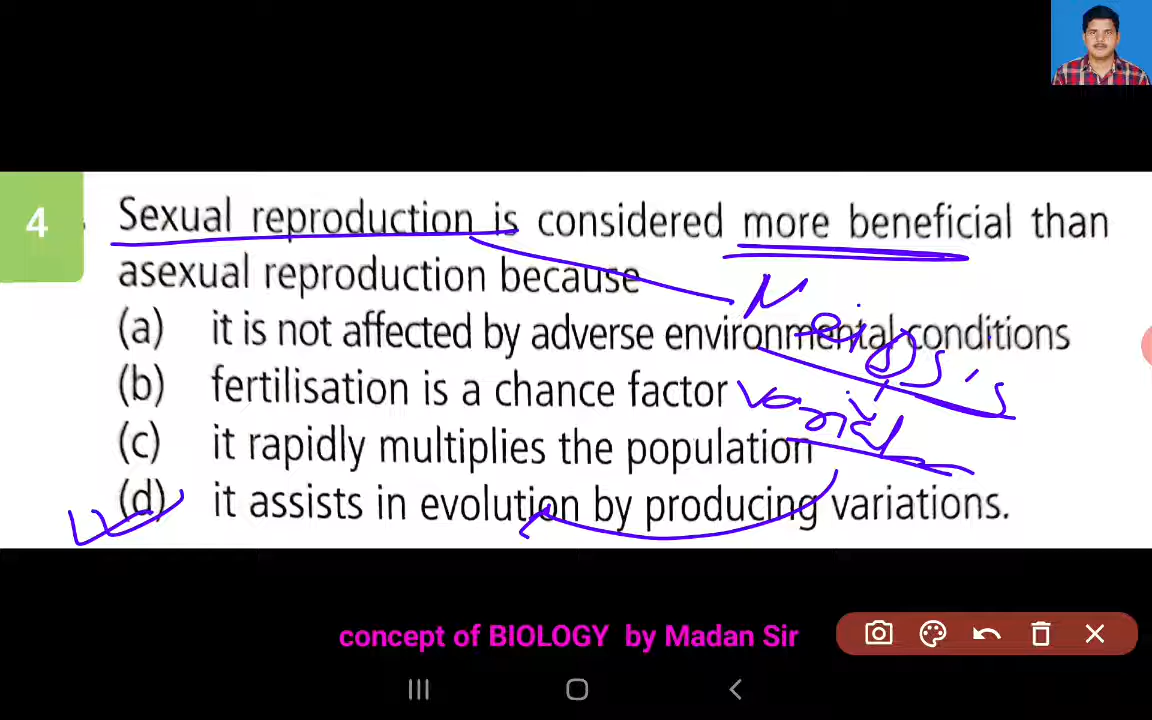 4
Sexual reproduction is considered more beneficial than
asexual reproduction because
(a) it is not affected by adverse environmental conditions
(b) fertilisation is a chance factor
(c) it rapidly multiplies the population
(d) it assists in evolution by producing variations.
Meiosis
concept of BIOLOGY by Madan Sir